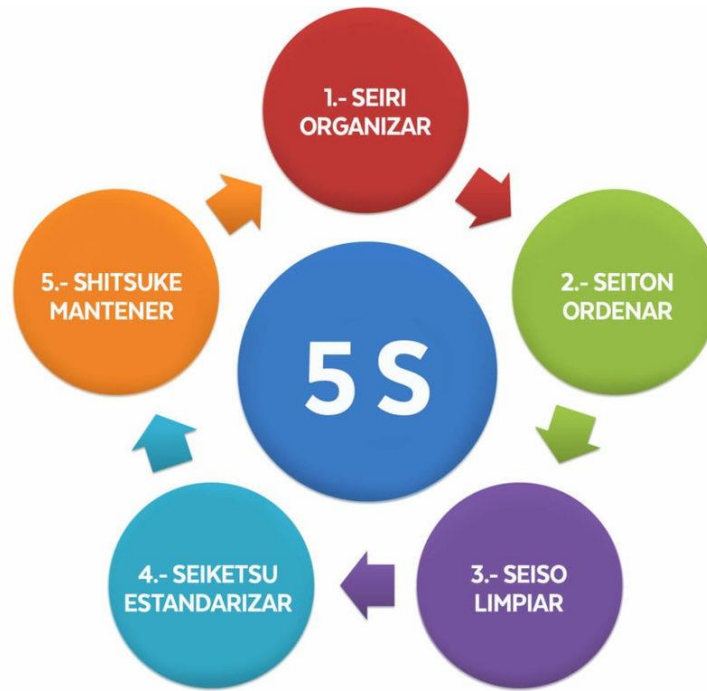 1.- SEIRI
ORGANIZAR
2.- SEITON
ORDENAR
3.- SEISO
LIMPIAR
4.- SEIKETSU
ESTANDARIZAR
5.- SHITSUKE
MANTENER
5 S